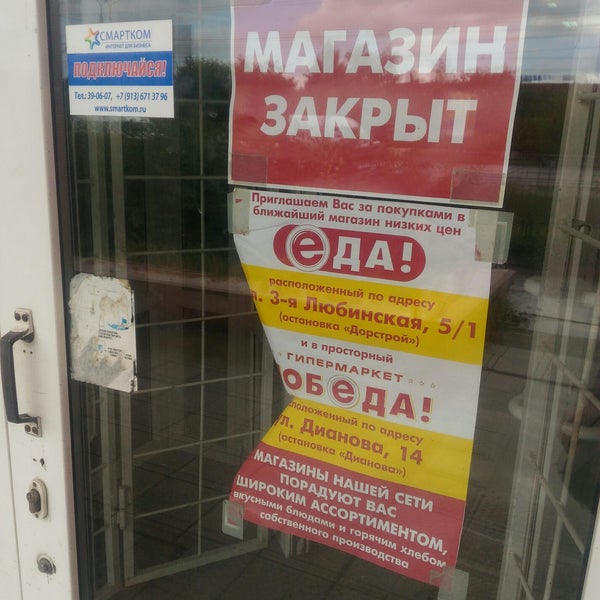 СМАРТКОМ
ИНТЕРНЕТ ДЛЯ БИЗНЕСА
ПОДКЛЮЧАЙСЯ!
Тел.: 39-06-07, +7 (913) 671 37 96
www.smartkom.ru
МАГАЗИН
ЗАКРЫТ
Приглашаем Вас за покупками в
ближайший магазин низких цен
еДА!
расположенный по адресу
л. 3-я Любинская, 5/1
(остановка «Дорстрой»)
и в просторный
ГИПЕРМАРКЕТ
ОБеДА!
сположенный по адресу
ул. Дианова, 14
(остановка «Дианова»)
МАГАЗИНЫ НАШЕЙ СЕТИ
ПОРАДУЮТ ВАС
ШИРОКИМ АССОРТИМЕНТОМ,
вкусными блюдами и горячим хлебом
собственного производства